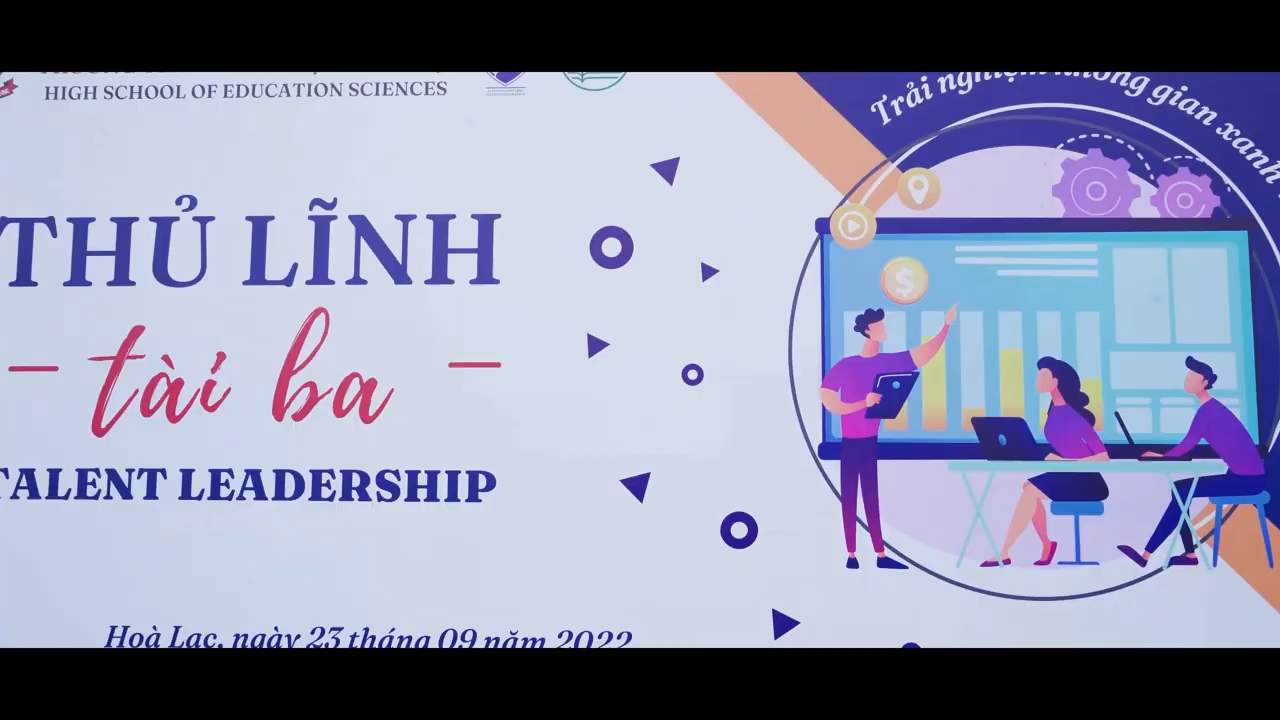 HIGH SCHOOL OF EDUCATION SCIENCES
Trải nghiệm không gian xanh
THỦ LĨNH
tài ba
TALENT LEADERSHIP
Hoà Lạc, ngày 23 tháng 09 năm 2022